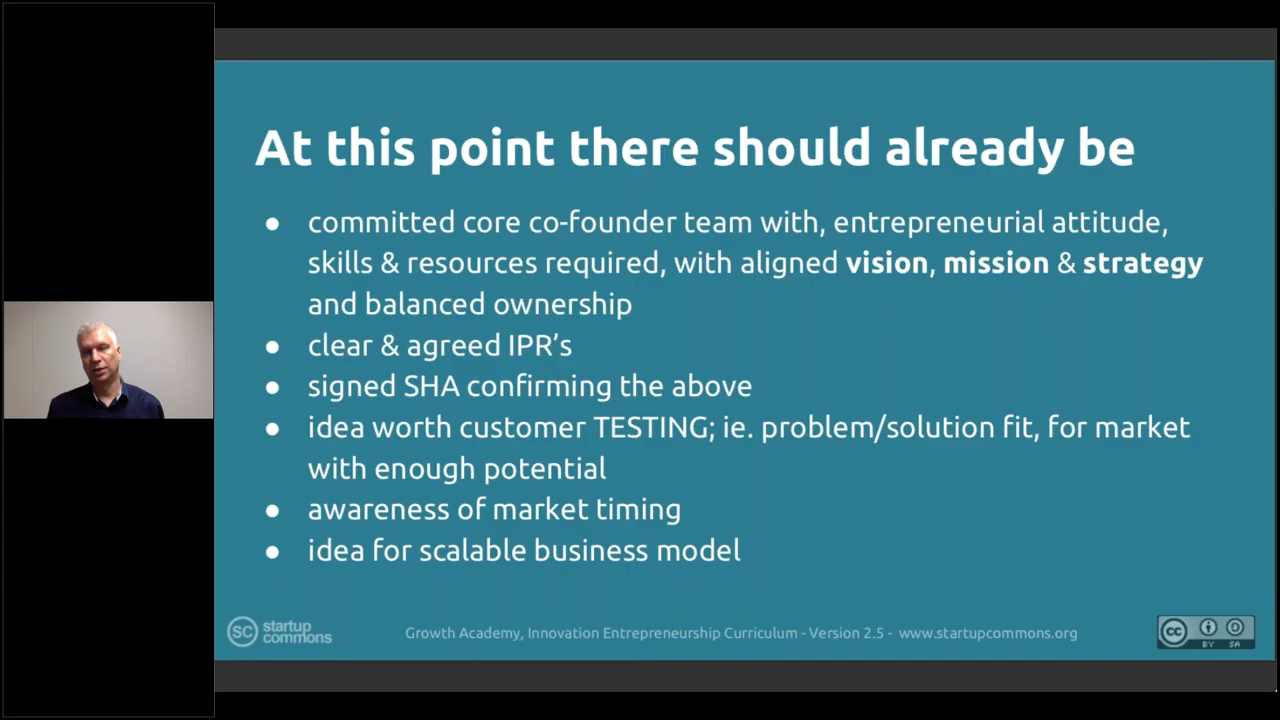 At this point there should already be
● committed core co-founder team with, entrepreneurial attitude,
skills & resources required, with aligned vision, mission & strategy
and balanced ownership
● clear & agreed IPR’s
● signed SHA confirming the above
● idea worth customer TESTING; ie. problem/solution fit, for market
with enough potential
● awareness of market timing
● idea for scalable business model
SC startup
commons
Growth Academy, Innovation Entrepreneurship Curriculum - Version 2.5 - www.startupcommons.org
cc
BY SA